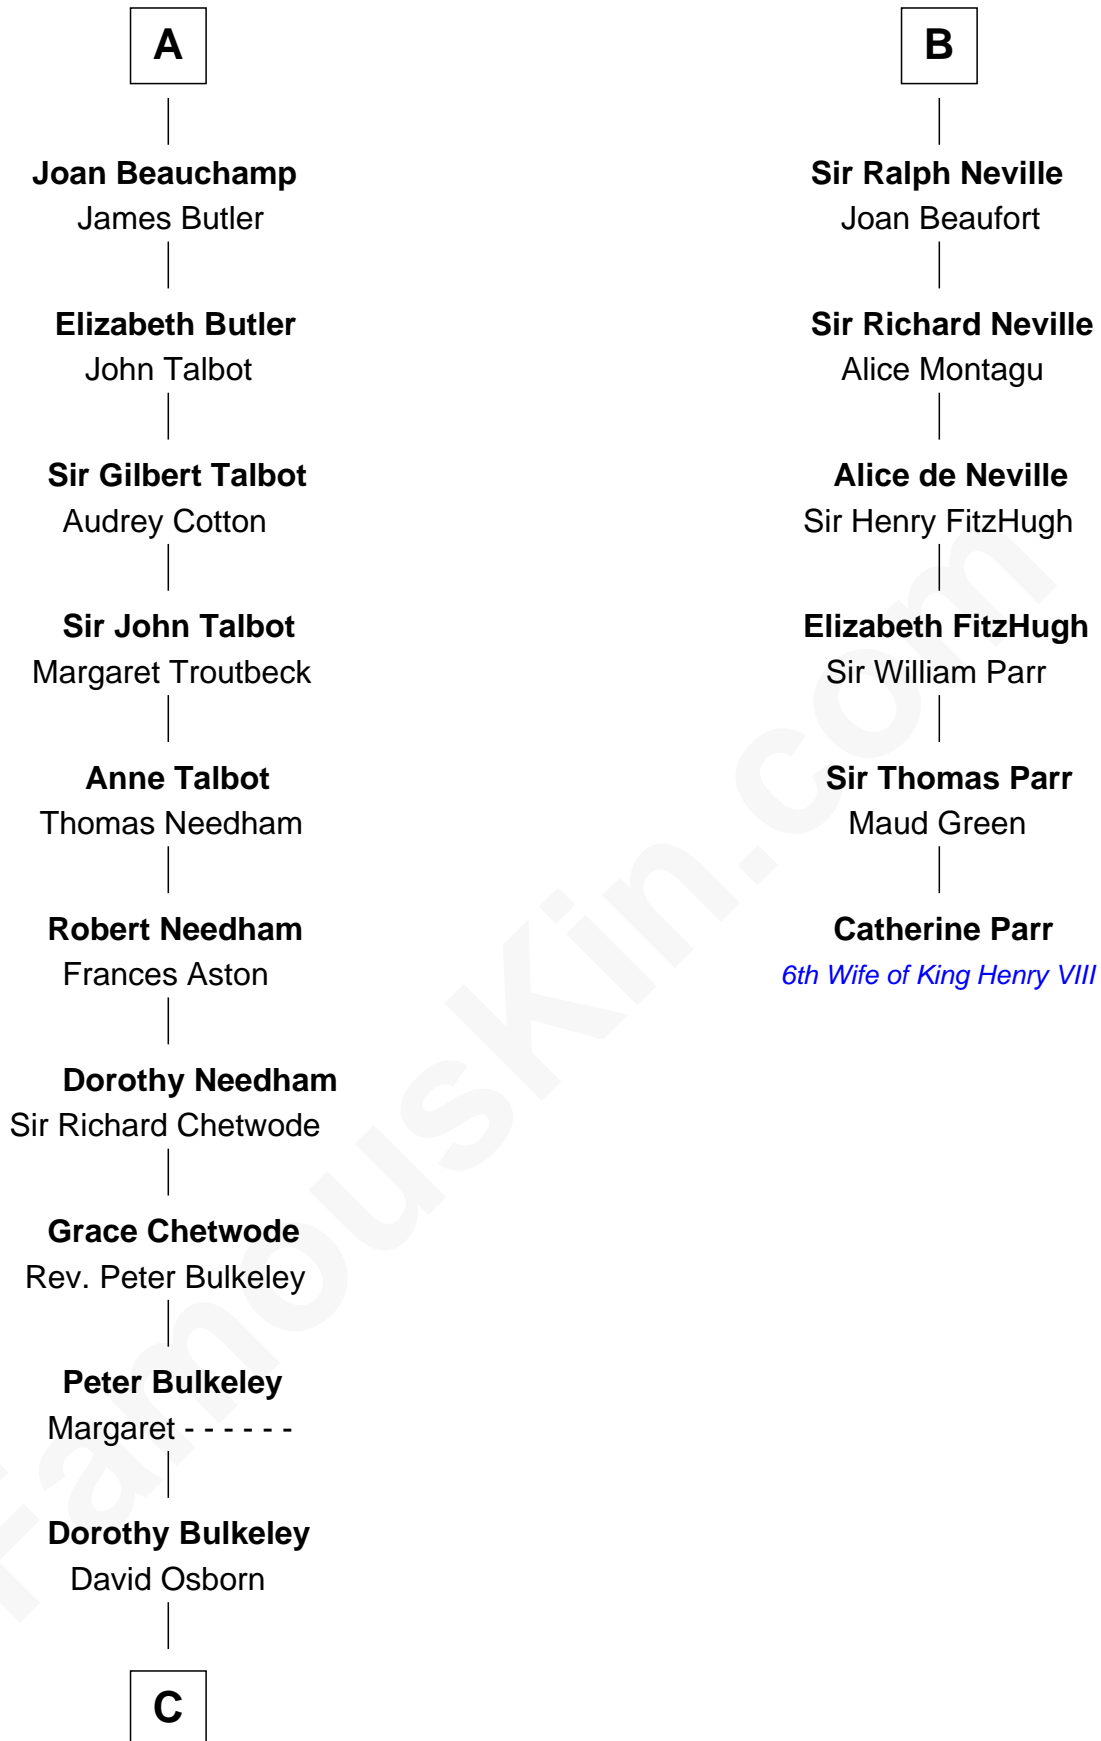 A
Joan Beauchamp
James Butler
Elizabeth Butler
John Talbot
Sir Gilbert Talbot
Audrey Cotton
Sir John Talbot
Margaret Troutbeck
Anne Talbot
Thomas Needham
Robert Needham
Frances Aston
Dorothy Needham
Sir Richard Chetwode
Grace Chetwode
Rev. Peter Bulkeley
Peter Bulkeley
Margaret - - - - - -
Dorothy Bulkeley
David Osborn
C
B
Sir Ralph Neville
Joan Beaufort
Sir Richard Neville
Alice Montagu
Alice de Neville
Sir Henry FitzHugh
Elizabeth FitzHugh
Sir William Parr
Sir Thomas Parr
Maud Green
Catherine Parr
6th Wife of King Henry VIII
FamousKin.com